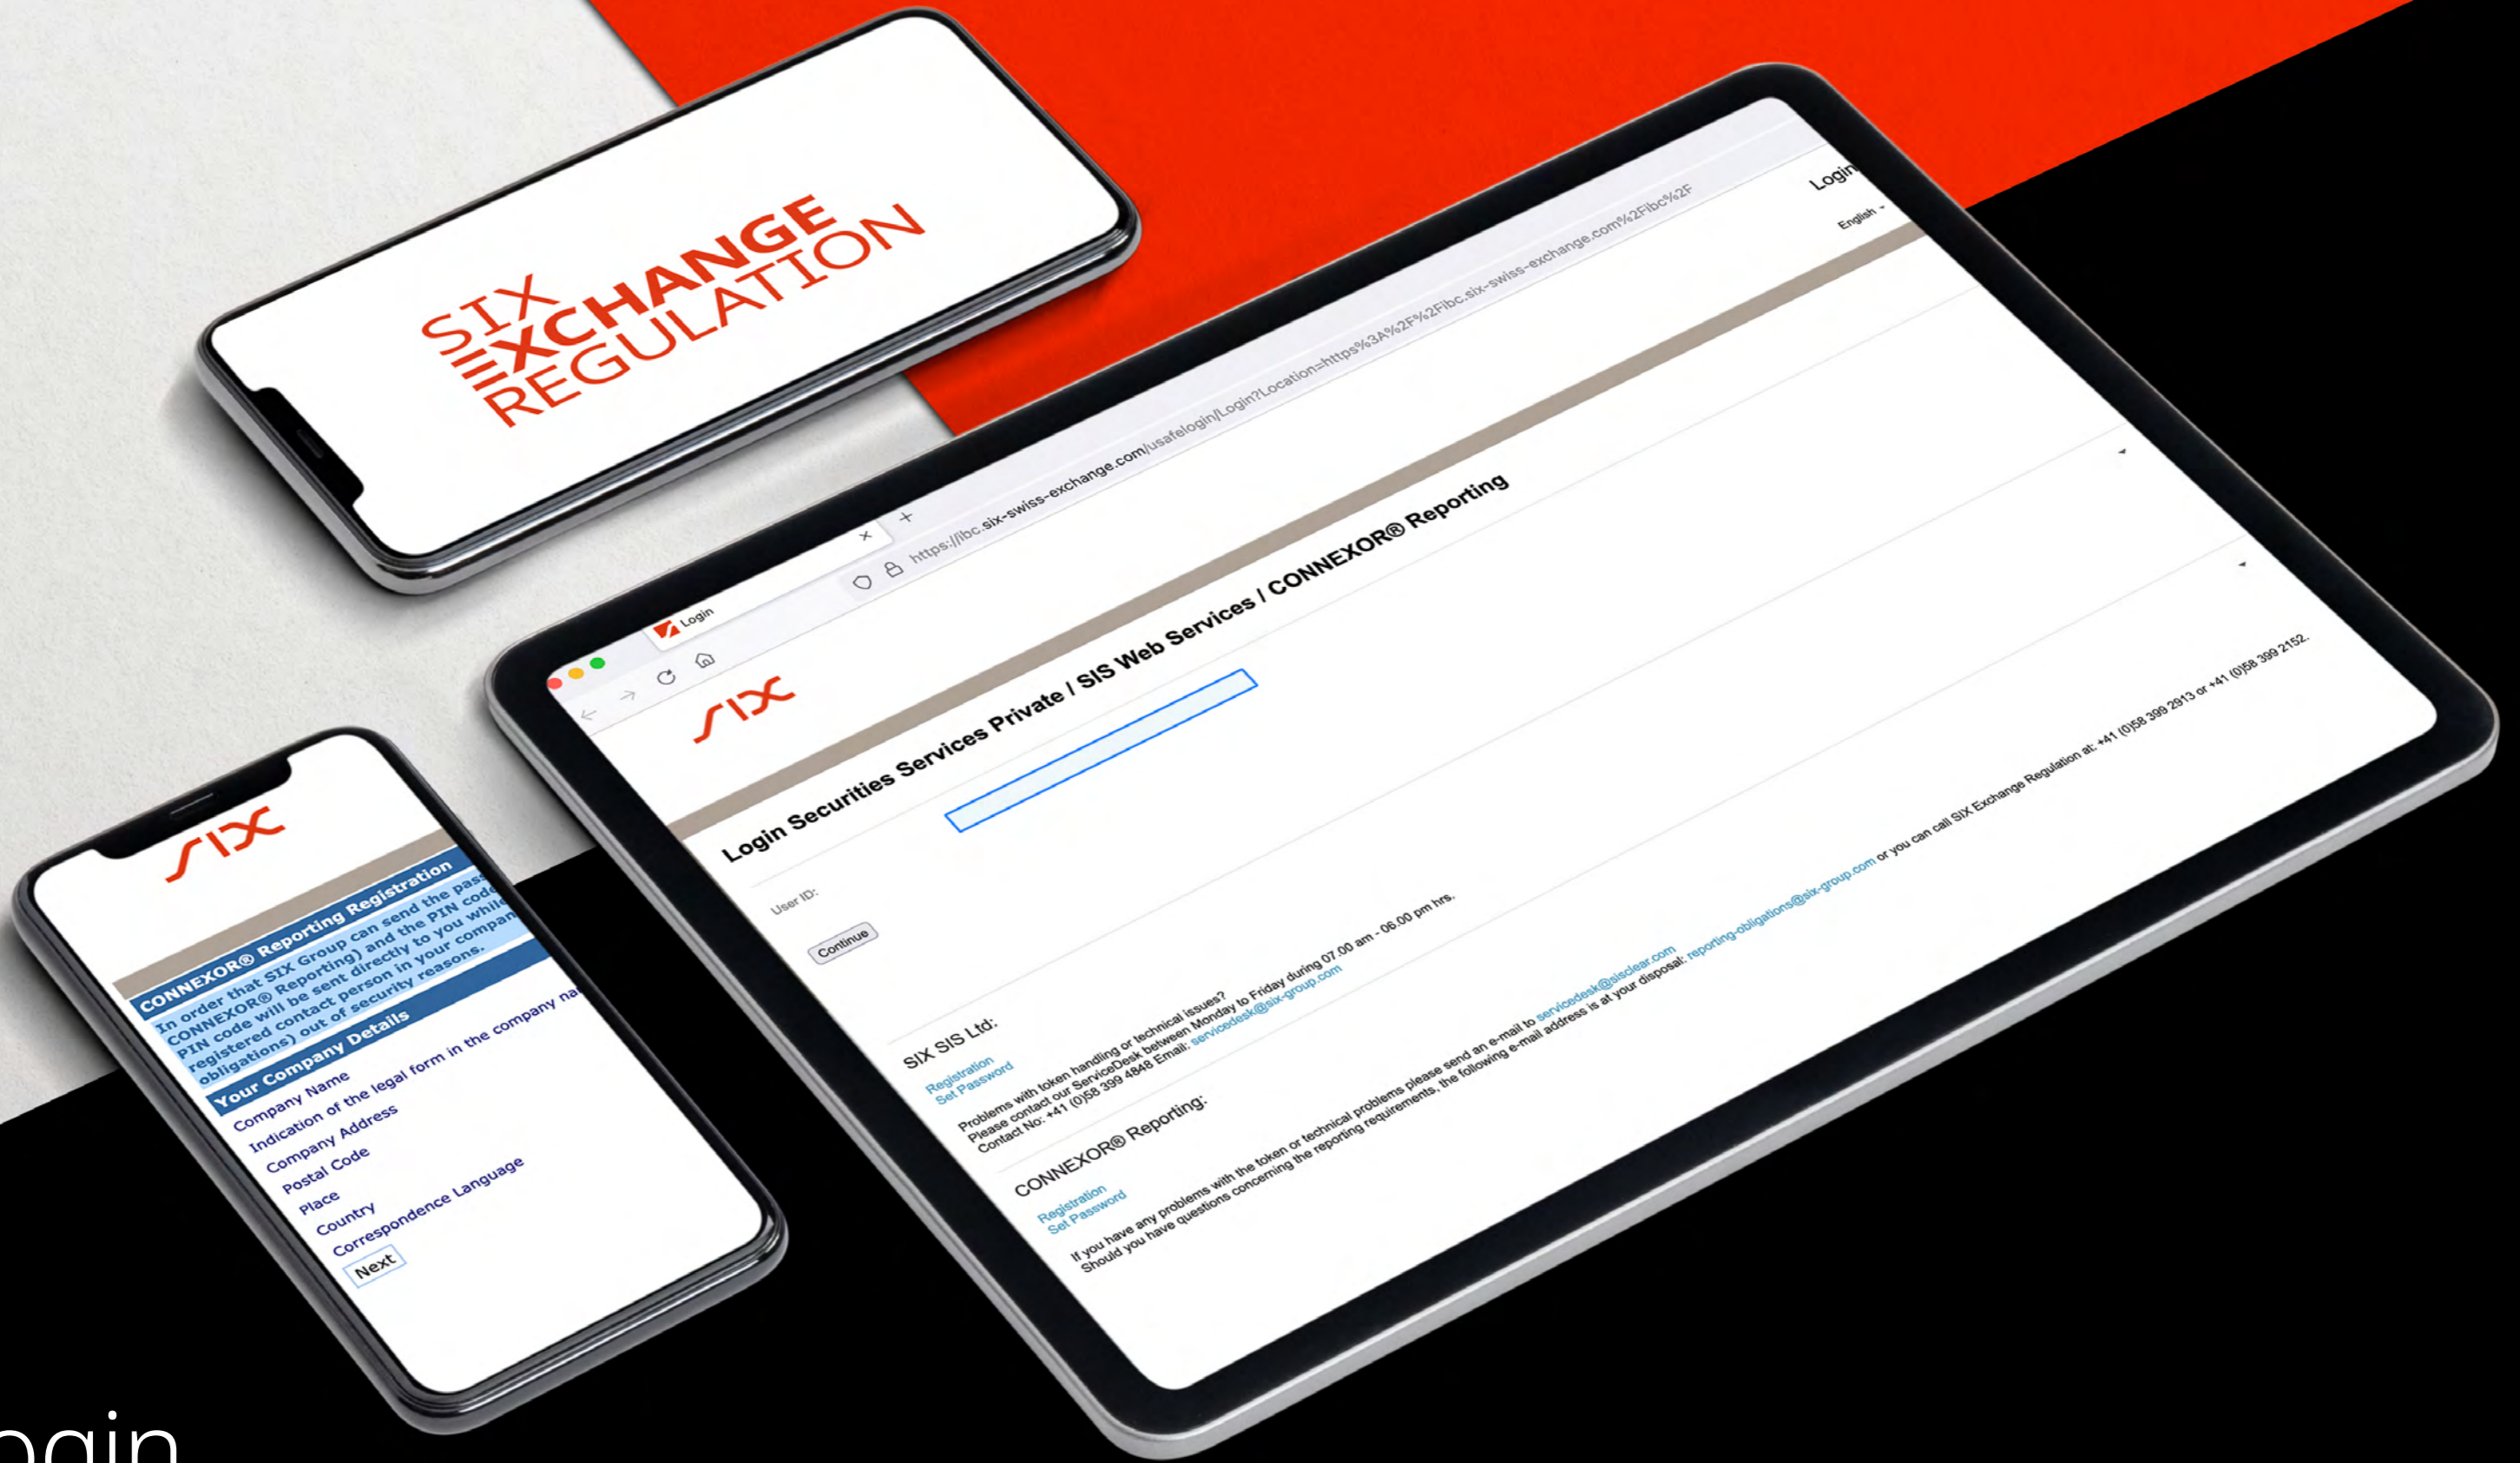 SIX
EXCHANGE
REGULATION
Login
https://ibc.six-swiss-exchange.com/usafelogin/Login?Location=https%3A%2F%2Fibc.six-swiss-exchange.com%2Fibc%2F
SIX
Login
English
Login Securities Services Private / SIS Web Services / CONNEXOR® Reporting
User ID:
Continue
SIX SIS Ltd:
Registration
Set Password
Problems with token handling or technical issues?
Please contact our ServiceDesk between Monday to Friday during 07.00 am - 06.00 pm hrs.
Contact No: +41 (0)58 399 4848 Email: servicedesk@six-group.com
CONNEXOR® Reporting:
Registration
Set Password
If you have any problems with the token or technical problems please send an e-mail to servicedesk@sisclear.com
Should you have questions concerning the reporting requirements, the following e-mail address is at your disposal: reporting-obligations@six-group.com or you can call SIX Exchange Regulation at: +41 (0)58 399 2913 or +41 (0)58 399 2152.
SIX
CONNEXOR® Reporting Registration
In order that SIX Group can send the pass
CONNEXOR® Reporting) and the PIN code
PIN code will be sent directly to you while
registered contact person in your compan
obligations) out of security reasons.
Your Company Details
Company Name
Indication of the legal form in the company na
Company Address
Postal Code
Place
Country
Correspondence Language
Next
ogin